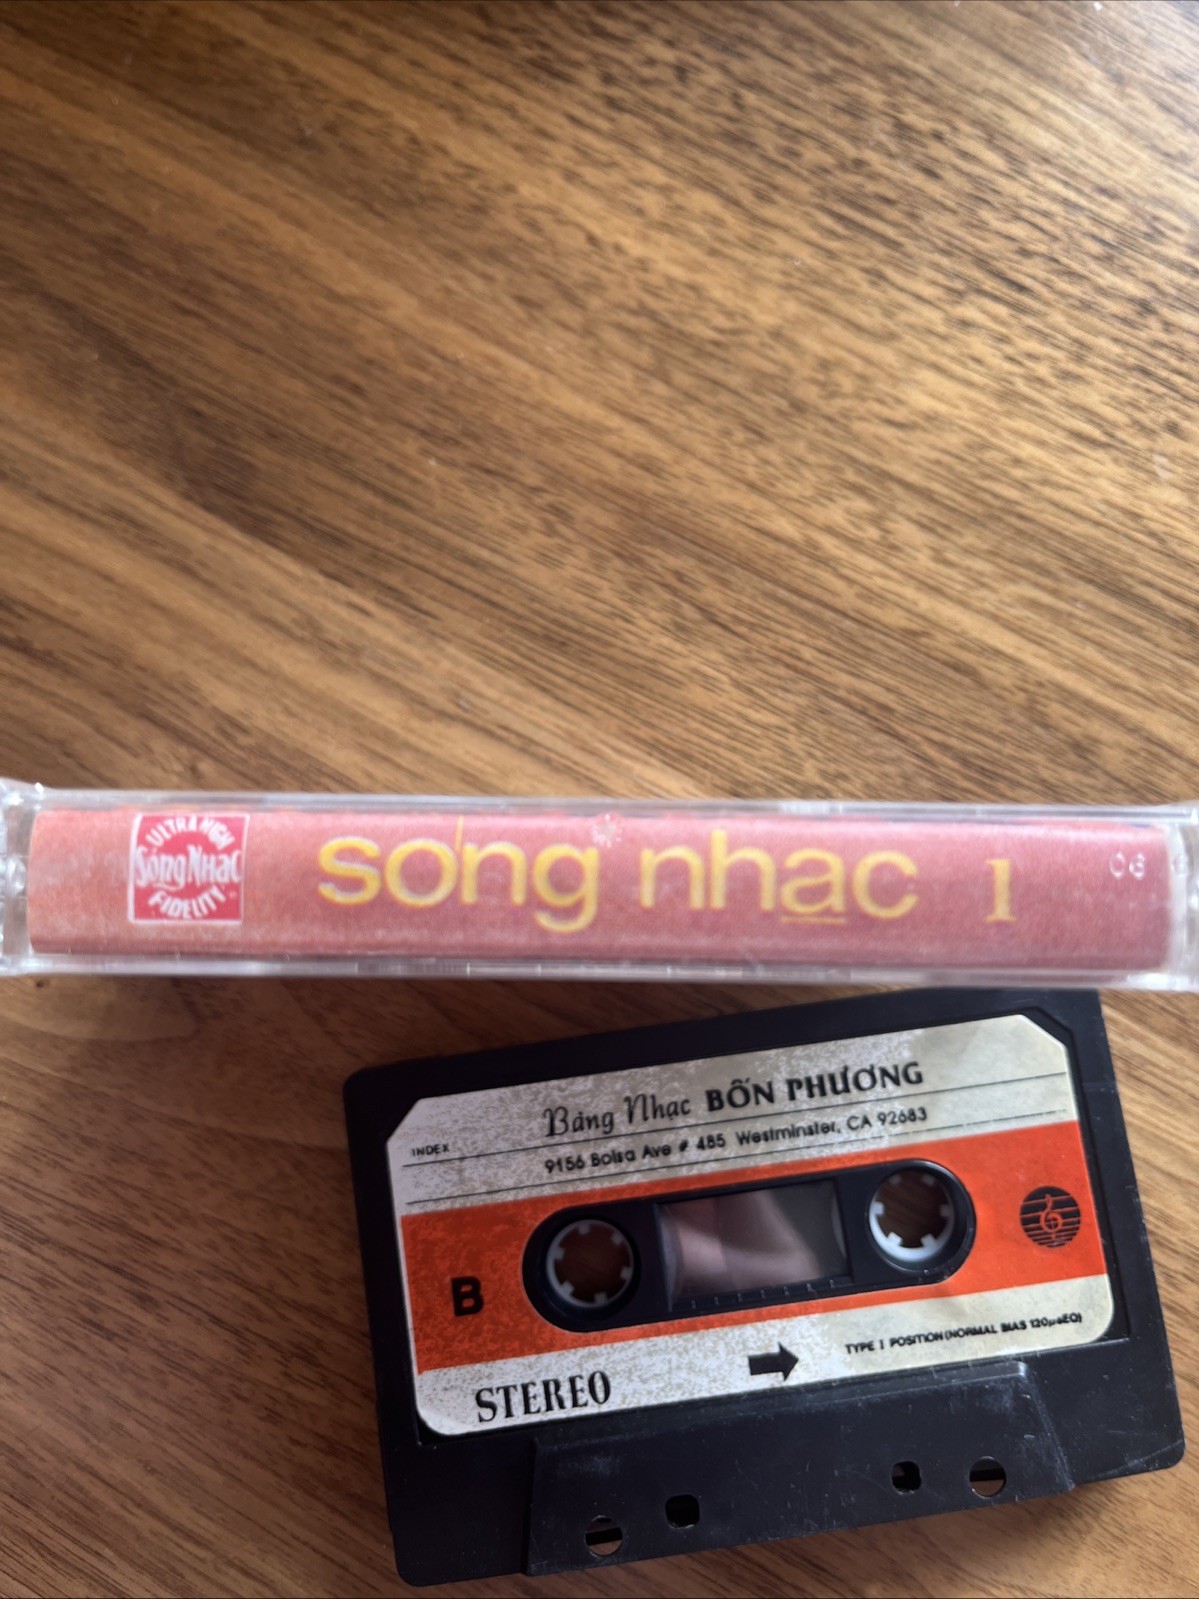 ULTRA HIGH
Sóng Nhạc
FIDELITY
sóng nhạc 1
Băng Nhạc BỐN PHƯƠNG
INDEX
9156 Bolsa Ave # 485 Westminster, CA 92683
B
TYPE I POSITION (NORMAL BIAS 120μsEQ)
STEREO